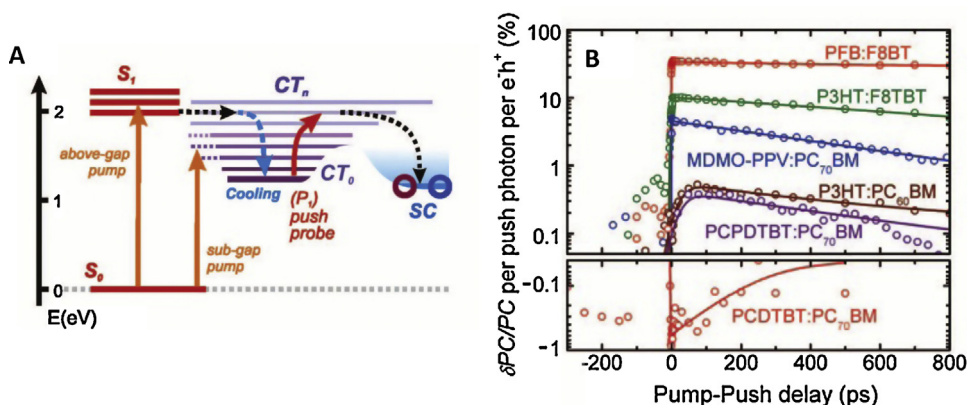 A
S₁
CTₙ
2
above-gap
pump
Cooling
(P₁)
push
probe
CT₀
SC
1
sub-gap
pump
S₀
0
E(eV)
B
δPC/PC per push photon per e⁻h⁺ (%)
100
10
1
0.1
-0.1
-1
PFB:F8BT
P3HT:F8TBT
MDMO-PPV:PC₇₀BM
P3HT:PC₆₀BM
PCPDTBT:PC₇₀BM
PCDTBT:PC₇₀BM
-200 0 200 400 600 800
Pump-Push delay (ps)